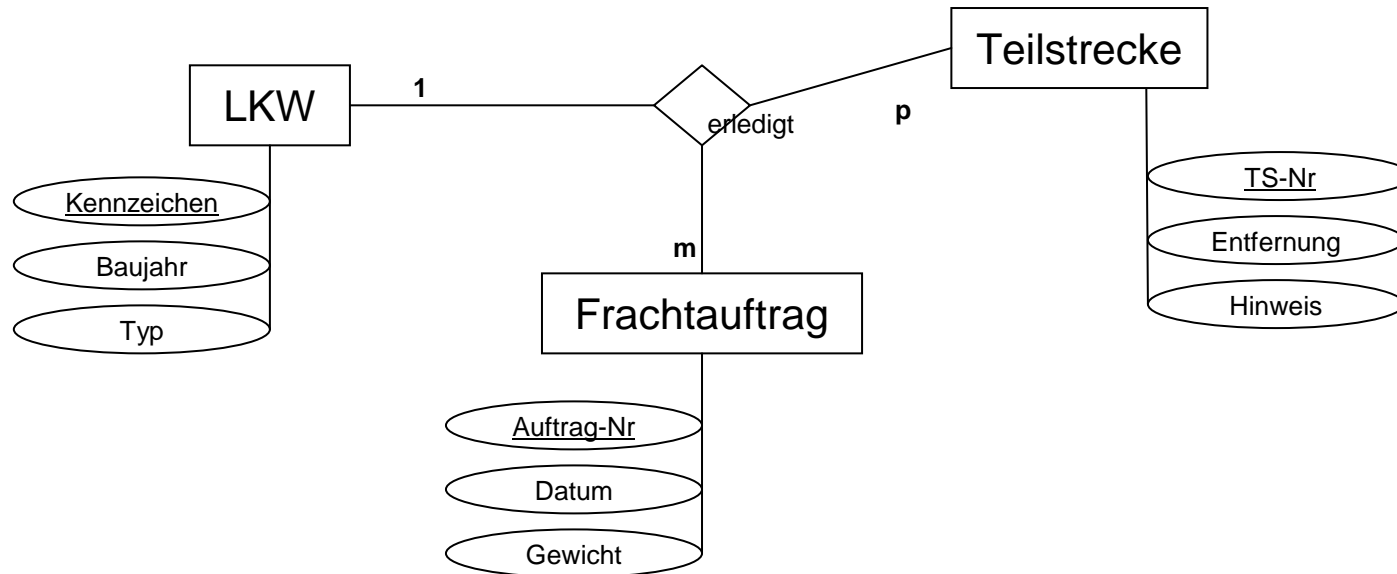 Teilstrecke
LKW
1
erledigt
p
Kennzeichen
Baujahr
Typ
TS-Nr
Entfernung
Hinweis
m
Frachtauftrag
Auftrag-Nr
Datum
Gewicht